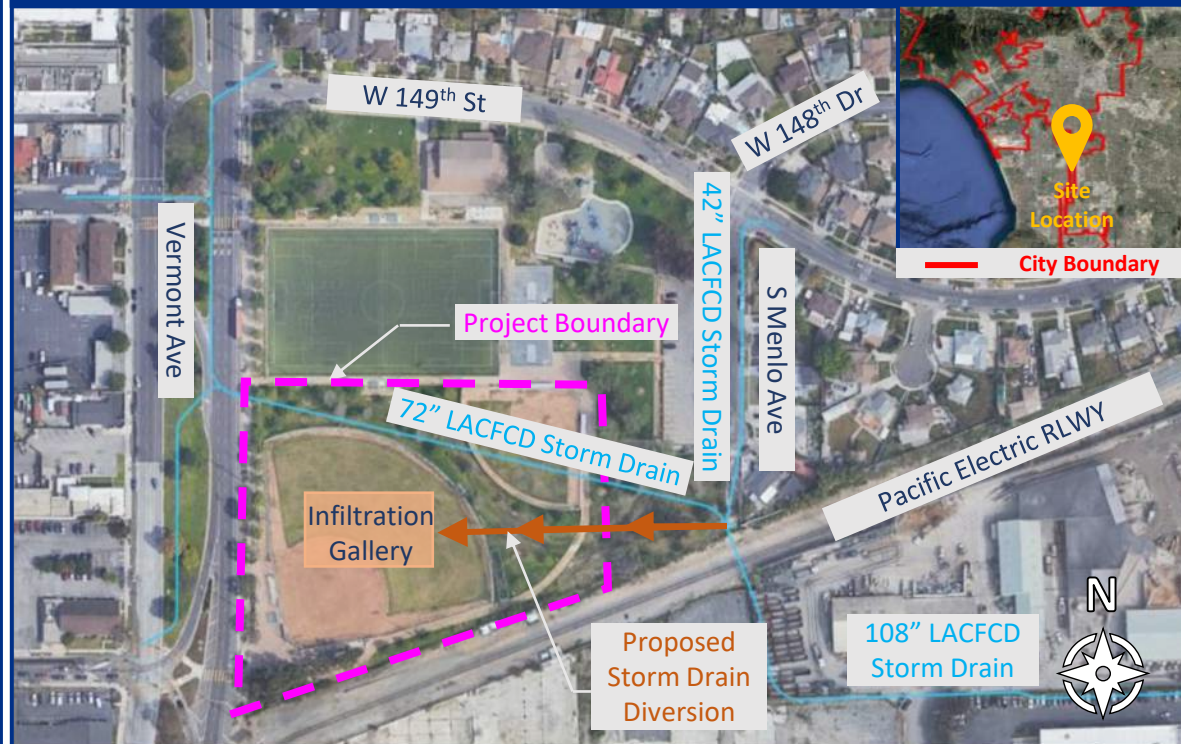 W 149th St
W 148th Dr
Site
Location
City Boundary
Vermont Ave
42” LACFCD Storm Drain
S Menlo Ave
Project Boundary
72” LACFCD Storm Drain
Pacific Electric RLWY
Infiltration
Gallery
N
Proposed
Storm Drain
Diversion
108” LACFCD
Storm Drain